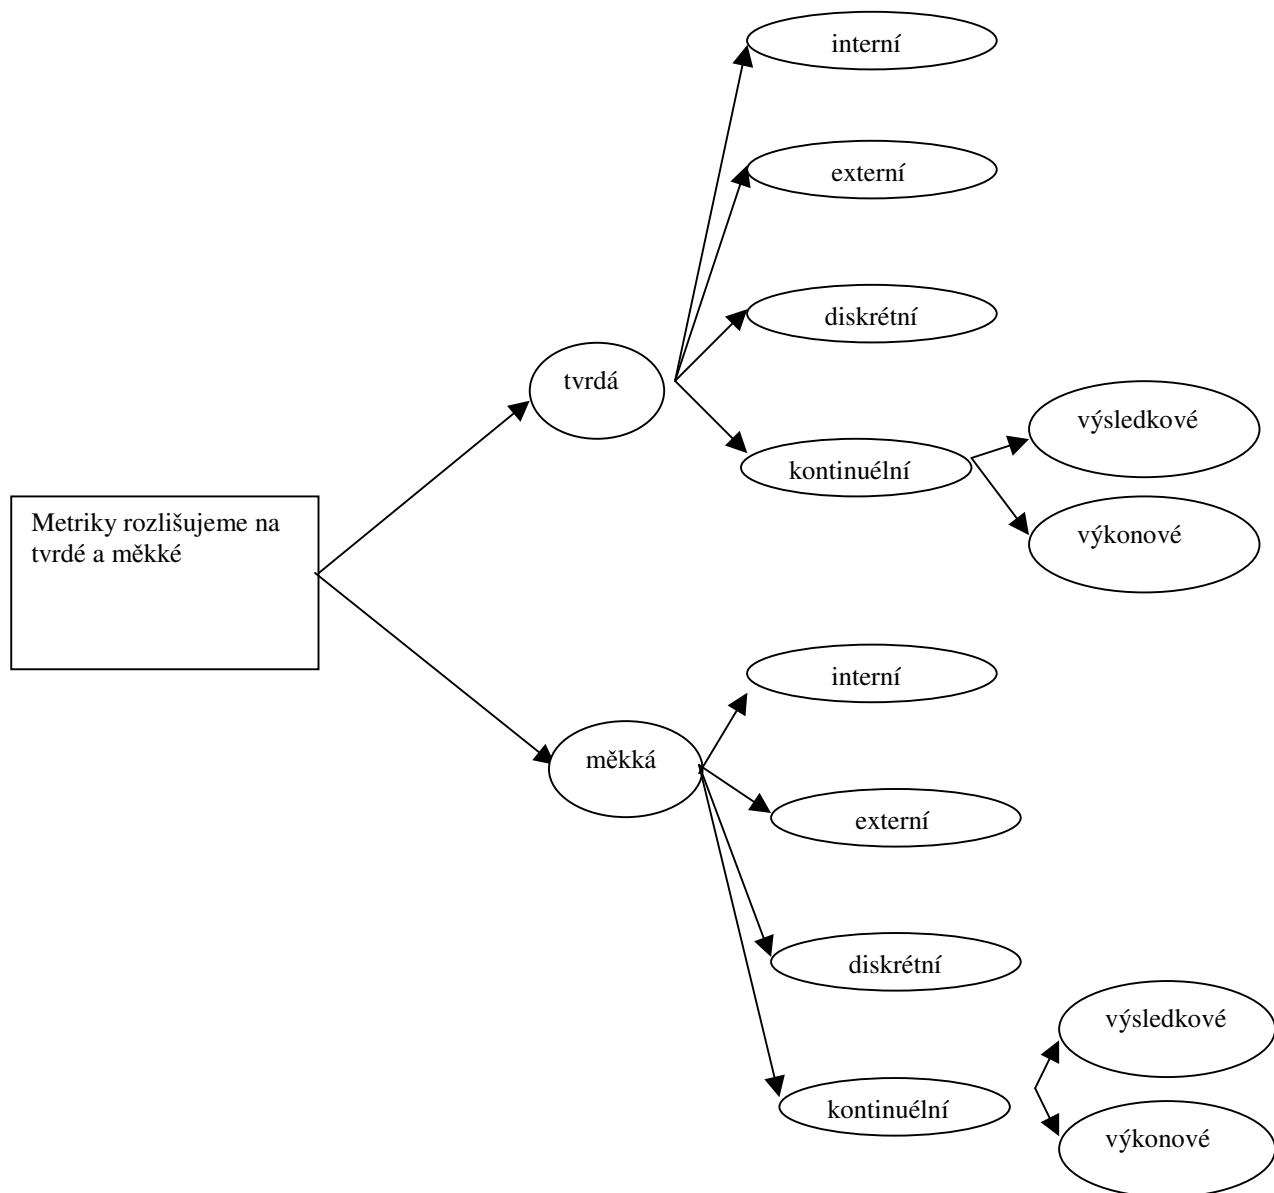 interní
externí
diskrétní
tvrdá
výsledkové
kontinuélní
výkonové
Metriky rozlišujeme na
tvrdé a měkké
interní
měkká
externí
diskrétní
výsledkové
kontinuélní
výkonové